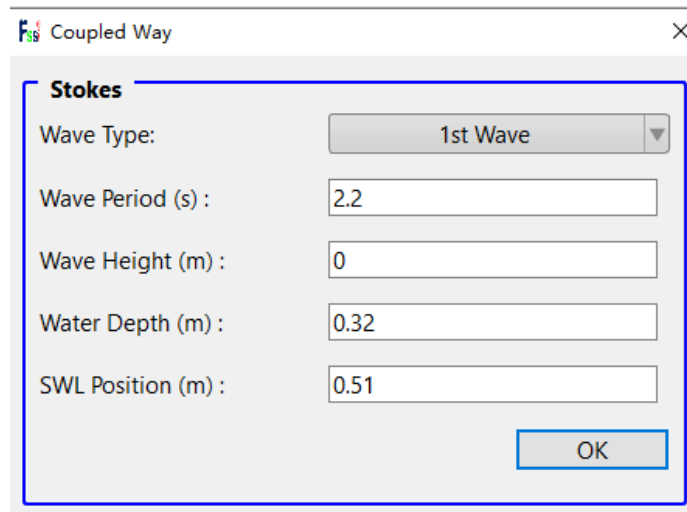 Fss Coupled Way
Stokes
Wave Type: 1st Wave
Wave Period (s) : 2.2
Wave Height (m) : 0
Water Depth (m) : 0.32
SWL Position (m) : 0.51
OK